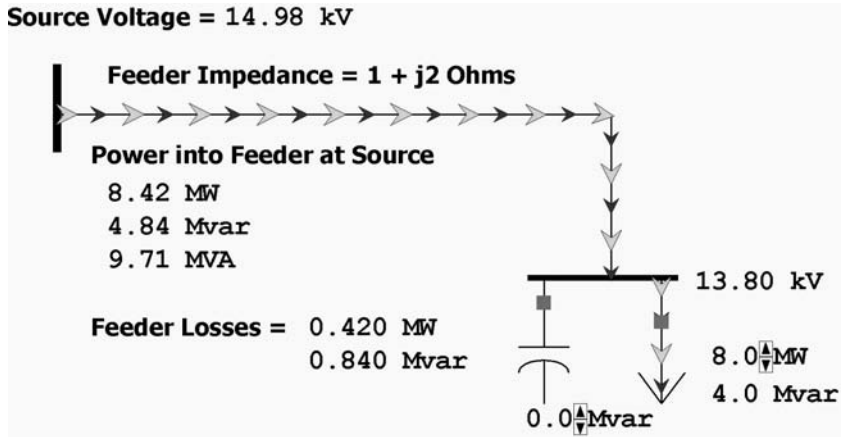 Source Voltage = 14.98 kV
Feeder Impedance = 1 + j2 Ohms
Power into Feeder at Source
8.42 MW
4.84 Mvar
9.71 MVA
13.80 kV
Feeder Losses = 0.420 MW
0.840 Mvar
8.0 MW
4.0 Mvar
0.0 Mvar